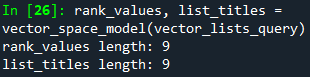 In [26]: rank_values, list_titles =
vector_space_model(vector_lists_query)
rank_values length: 9
list_titles length: 9